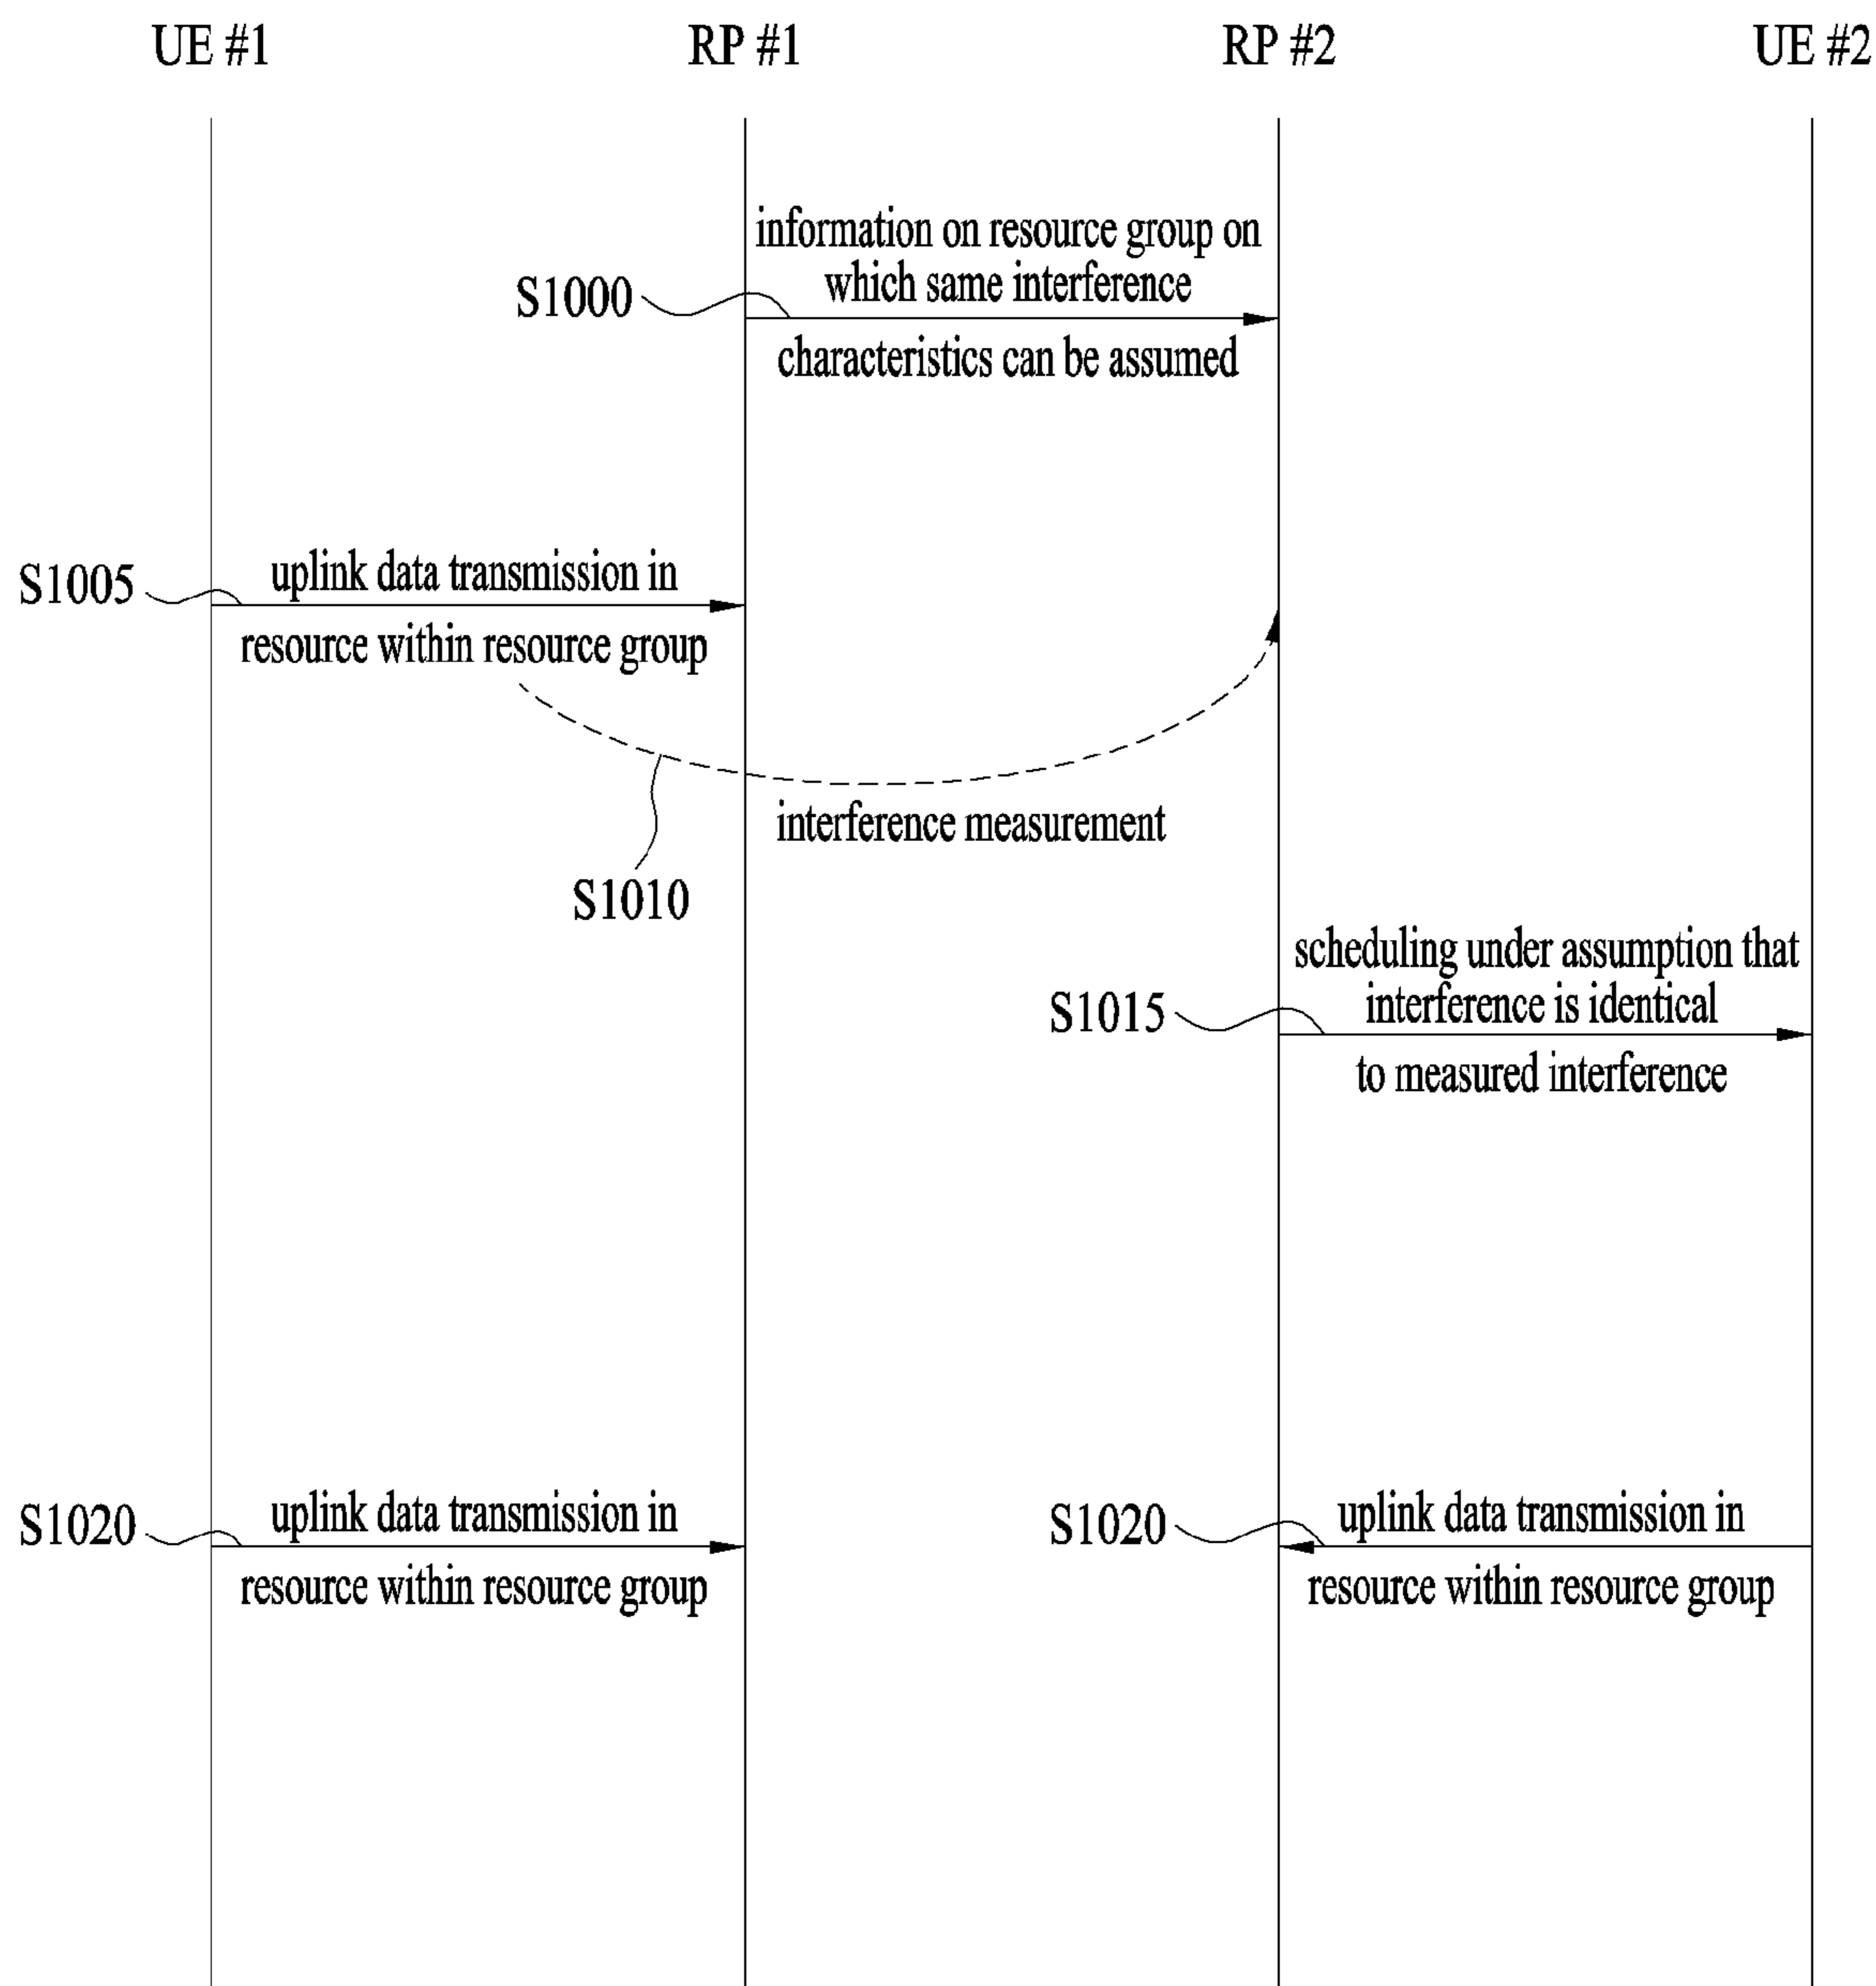 UE #1
RP #1
RP #2
UE #2
information on resource group on
which same interference
S1000
characteristics can be assumed
S1005
uplink data transmission in
resource within resource group
interference measurement
S1010
scheduling under assumption that
interference is identical
S1015
to measured interference
S1020
uplink data transmission in
resource within resource group
S1020
uplink data transmission in
resource within resource group